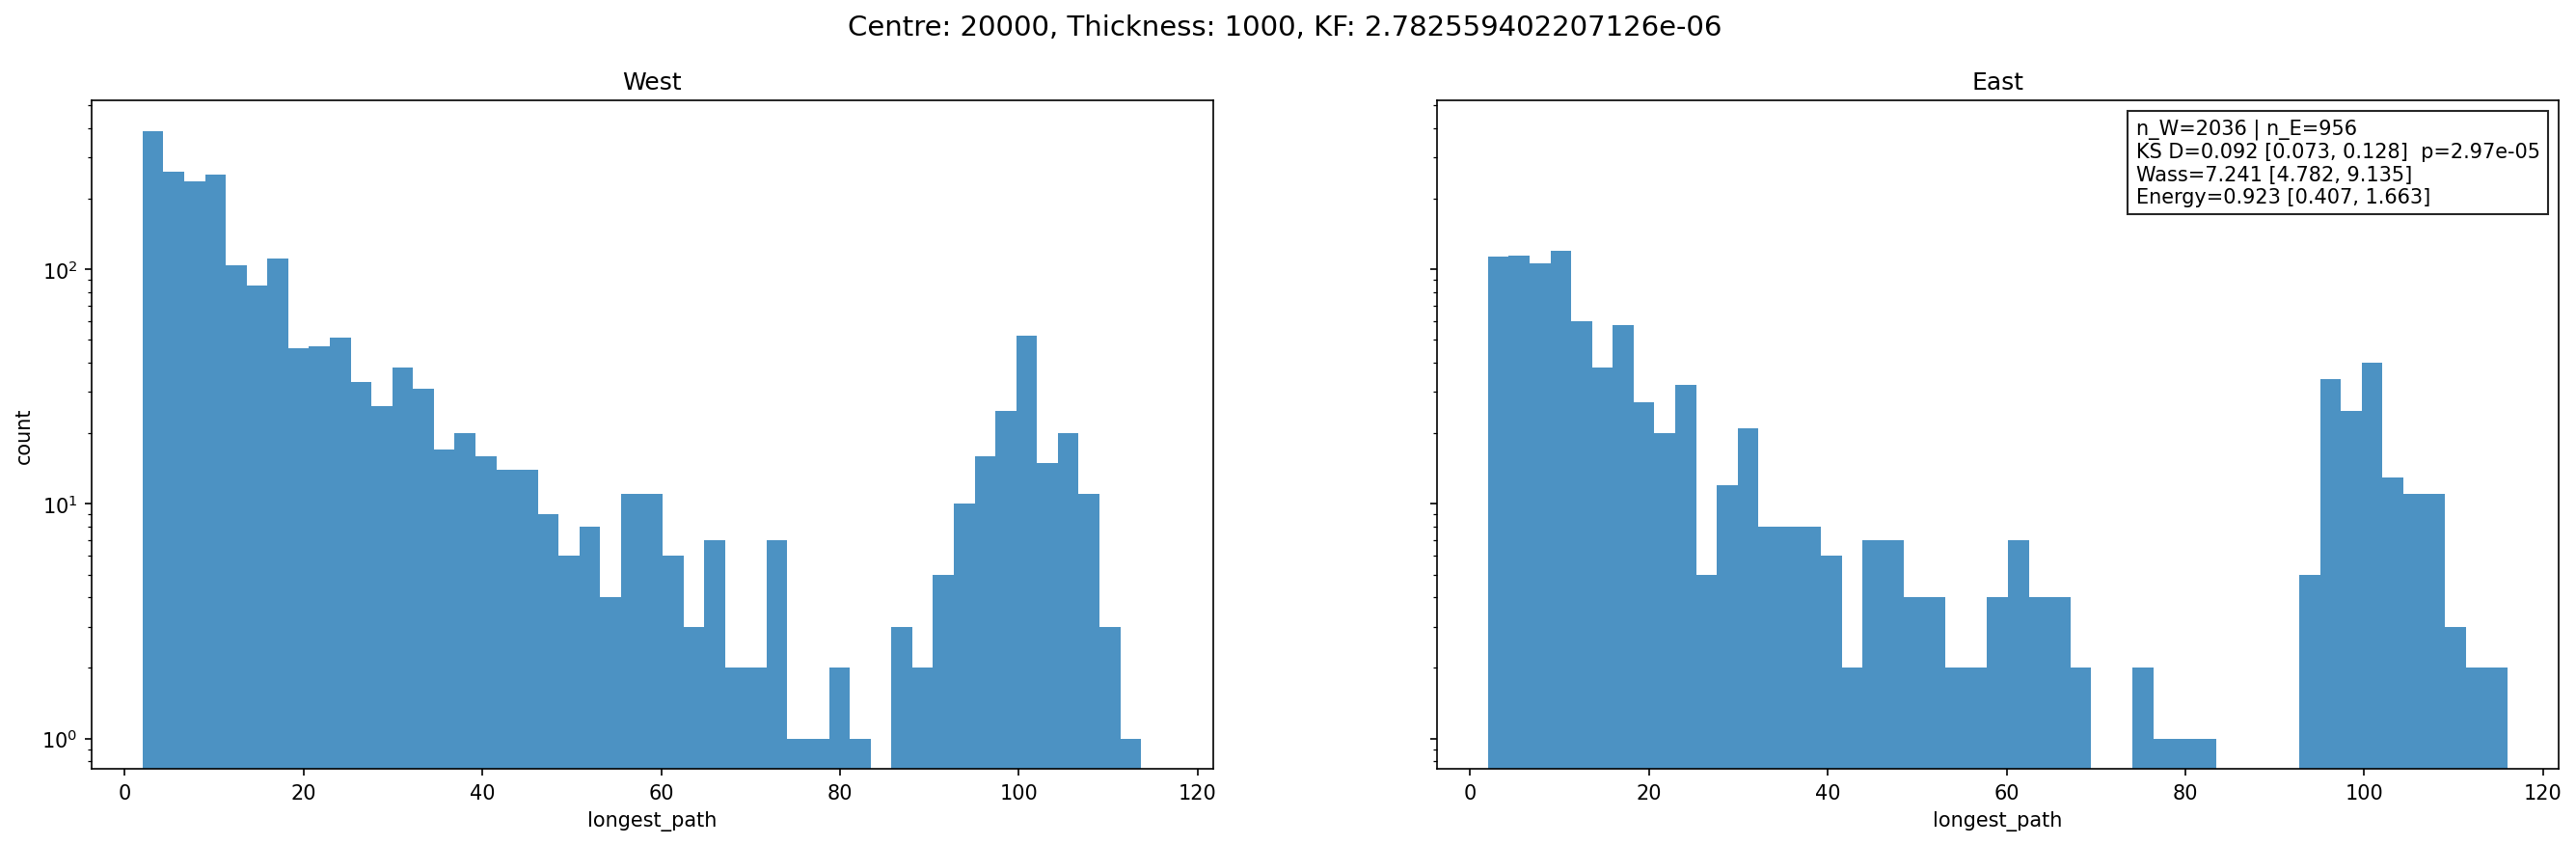 Centre: 20000, Thickness: 1000, KF: 2.782559402207126e-06
West
count
10²
10¹
10⁰
0 20 40 60 80 100 120
longest_path
East
n_W=2036 | n_E=956
KS D=0.092 [0.073, 0.128]  p=2.97e-05
Wass=7.241 [4.782, 9.135]
Energy=0.923 [0.407, 1.663]
0 20 40 60 80 100 120
longest_path